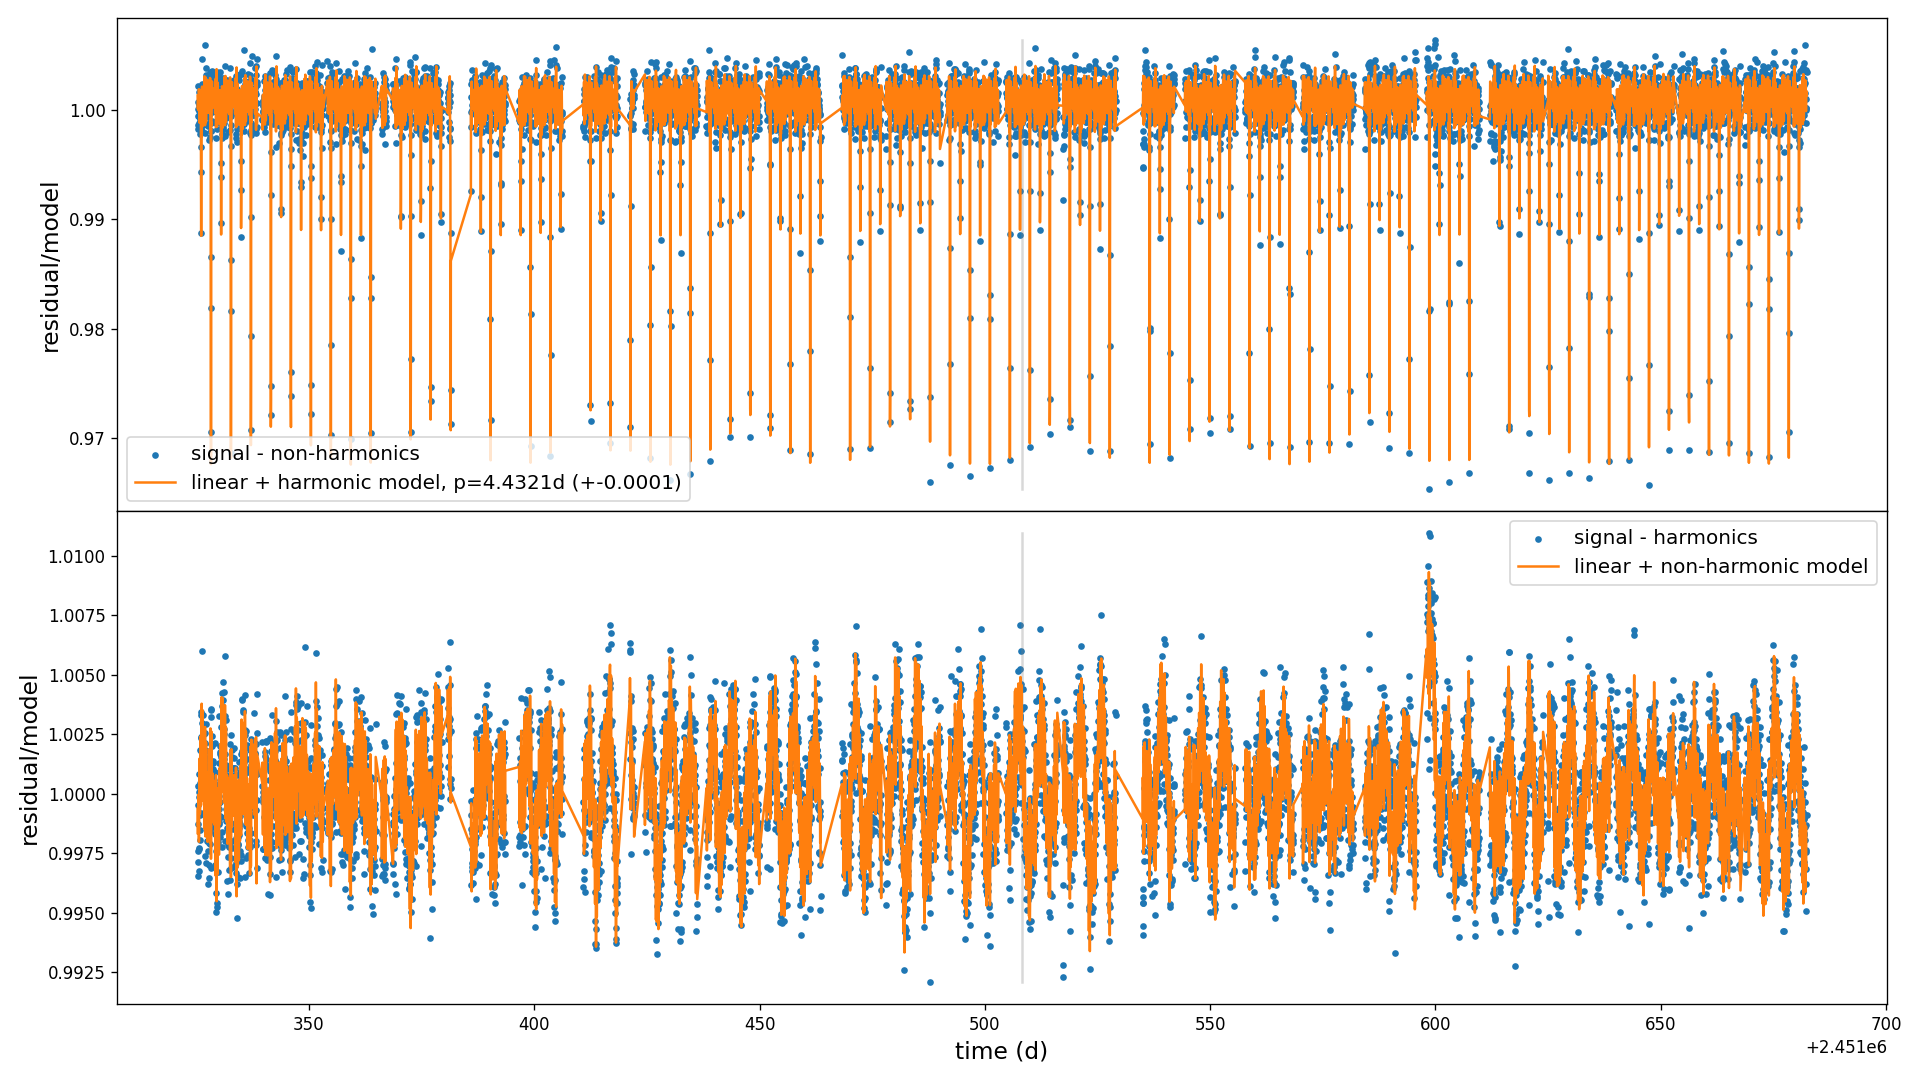 1.00
0.99
0.98
0.97
residual/model
signal - non-harmonics
linear + harmonic model, p=4.4321d (+-0.0001)
1.0100
1.0075
1.0050
1.0025
1.0000
0.9975
0.9950
0.9925
residual/model
signal - harmonics
linear + non-harmonic model
350 400 450 500 550 600 650 700
time (d)
+2.451e6